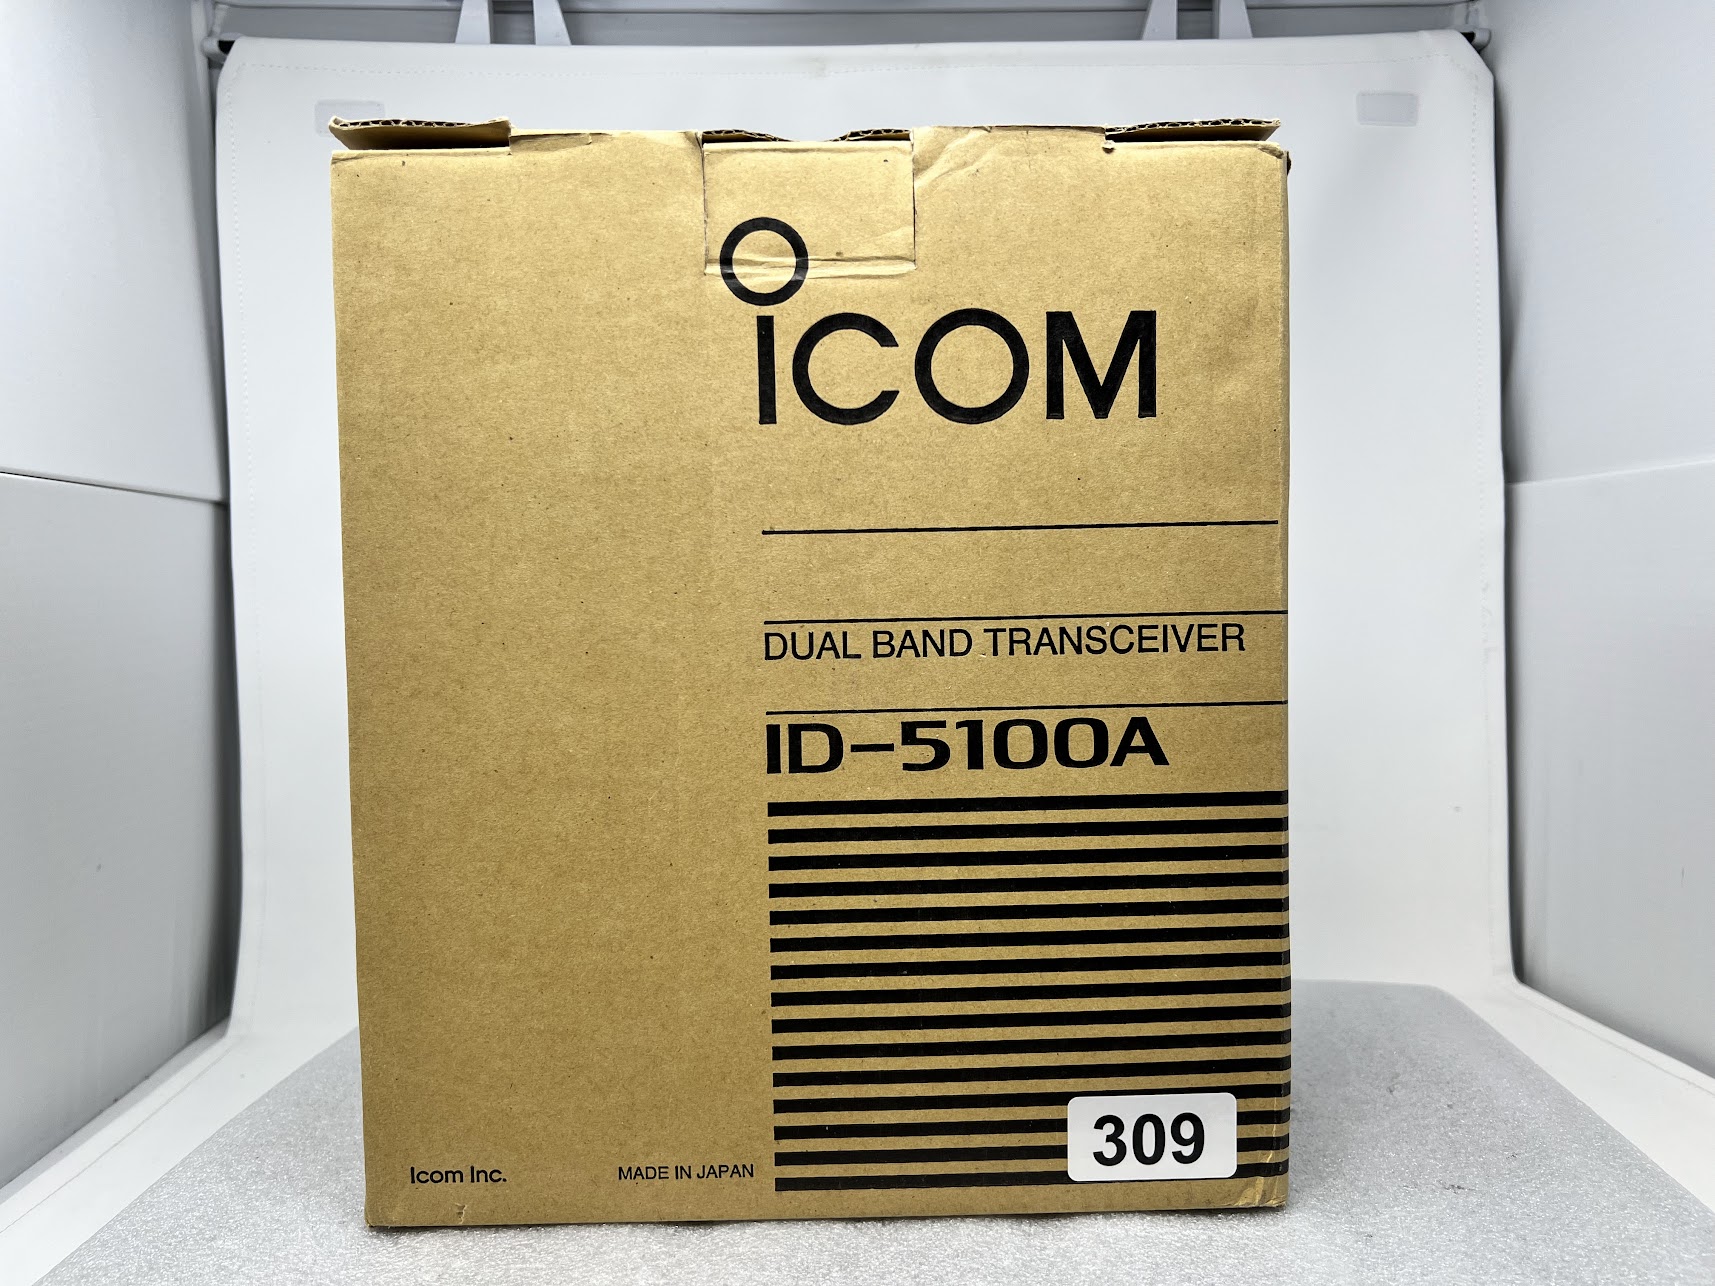 ICOM
DUAL BAND TRANSCEIVER
ID-5100A
309
Icom Inc. MADE IN JAPAN